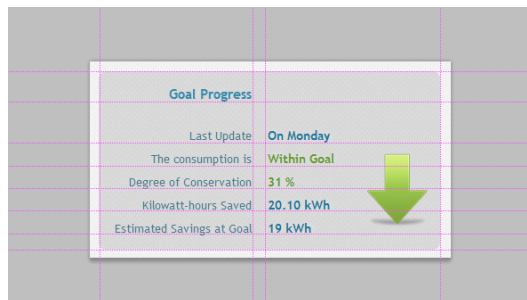 Goal Progress
Last Update On Monday
The consumption is Within Goal
Degree of Conservation 31 %
Kilowatt-hours Saved 20.10 kWh
Estimated Savings at Goal 19 kWh